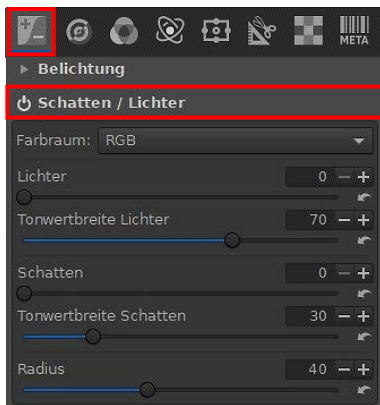 META
Belichtung
Schatten / Lichter
Farbraum: RGB
Lichter 0
Tonwertbreite Lichter 70
Schatten 0
Tonwertbreite Schatten 30
Radius 40